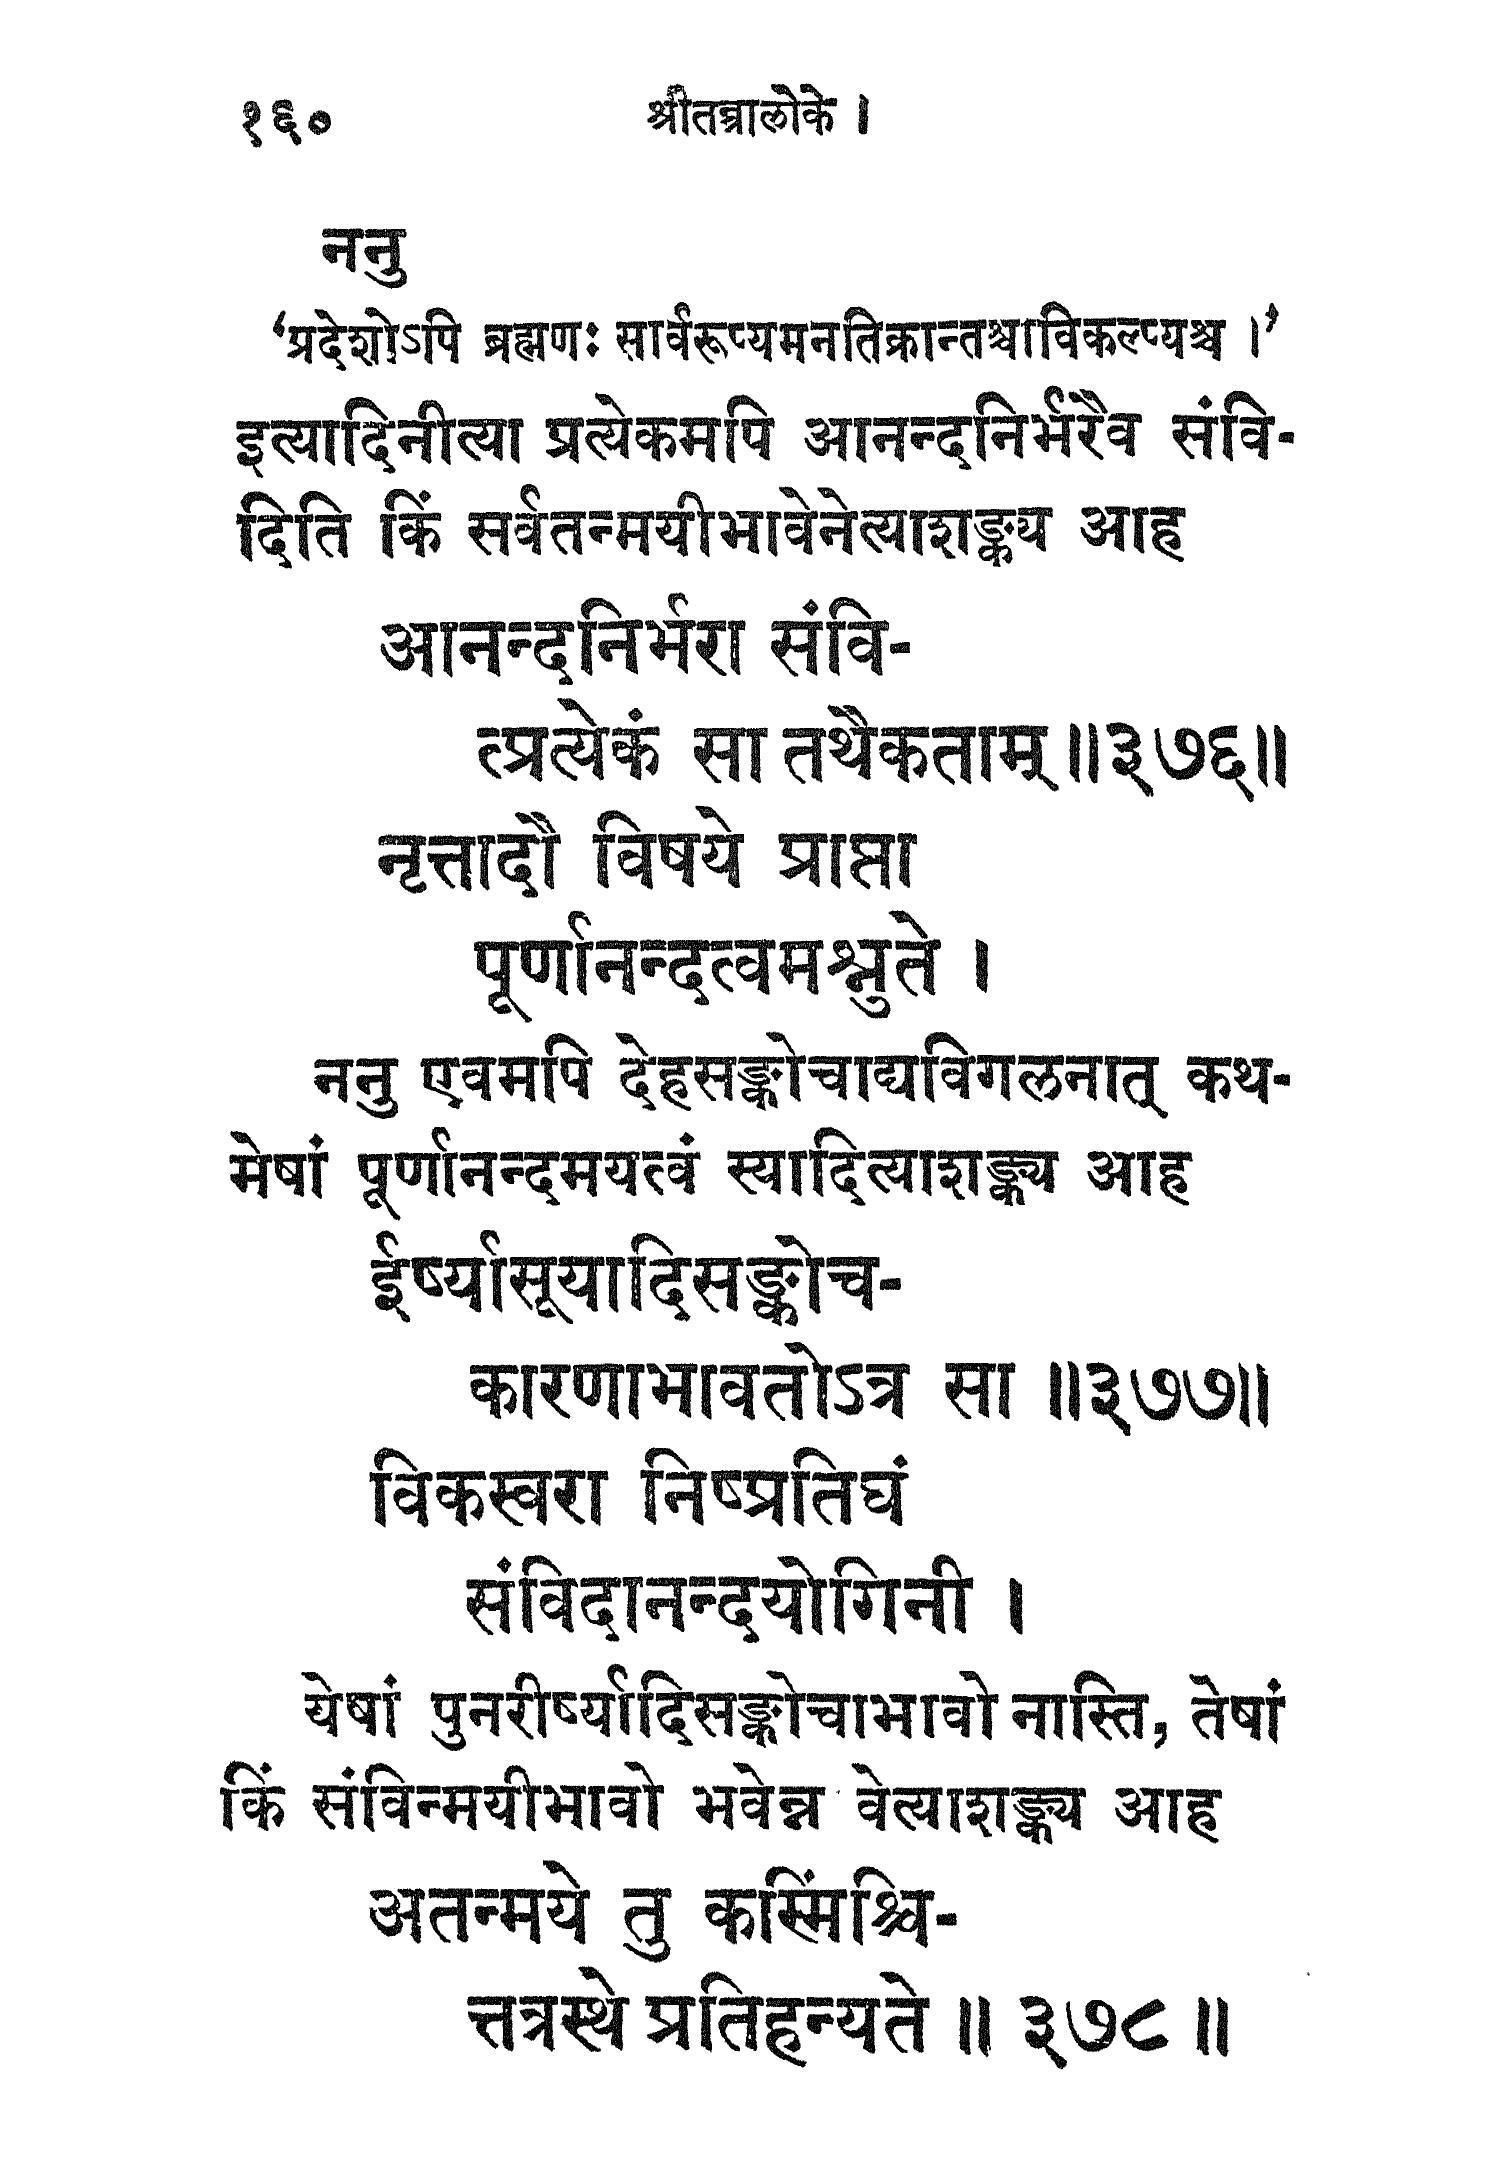 १६०
श्रीतन्त्रालोके ।
ननु
‘प्रदेशोऽपि ब्रह्मणः सार्वरूप्यमनतिक्रान्तश्चाविकल्प्यश्च ।’
इत्यादिनीत्या प्रत्येकमपि आनन्दनिर्भरैव संवि-
दिति किं सर्वतन्मयीभावेनेत्याशङ्क्य आह
आनन्दनिर्भरा संवि-
त्प्रत्येकं सा तथैकताम् ॥३७६॥
नृत्तादौ विषये प्राप्ता
पूर्णानन्दत्वमश्नुते ।
ननु एवमपि देहसङ्कोचाद्यविगलनात् कथ-
मेषां पूर्णानन्दमयत्वं स्यादित्याशङ्क्य आह
ईर्ष्यासूयादिसङ्कोच-
कारणाभावतोऽत्र सा ॥३७७॥
विकस्वरा निष्प्रतिघं
संविदानन्दयोगिनी ।
येषां पुनरीर्ष्यादिसङ्कोचाभावो नास्ति, तेषां
किं संविन्मयीभावो भवेन्न वेत्याशङ्क्य आह
अतन्मये तु कस्मिंश्चि-
त्तत्रस्थे प्रतिहन्यते ॥ ३७८ ॥